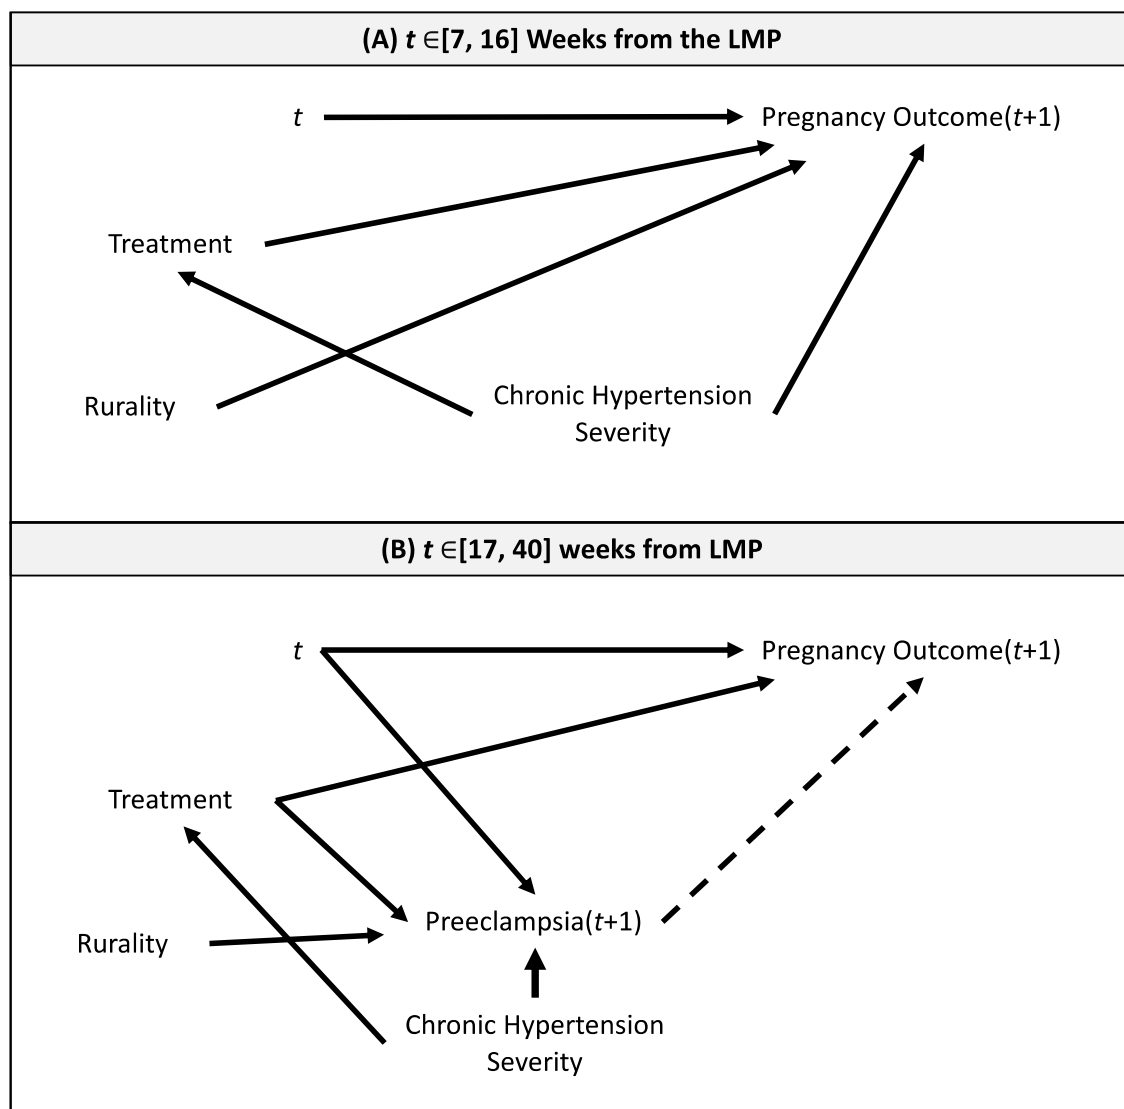 (A) t ∈[7, 16] Weeks from the LMP
t
Pregnancy Outcome(t+1)
Treatment
Rurality
Chronic Hypertension
Severity
(B) t ∈[17, 40] weeks from LMP
t
Pregnancy Outcome(t+1)
Treatment
Preeclampsia(t+1)
Rurality
Chronic Hypertension
Severity